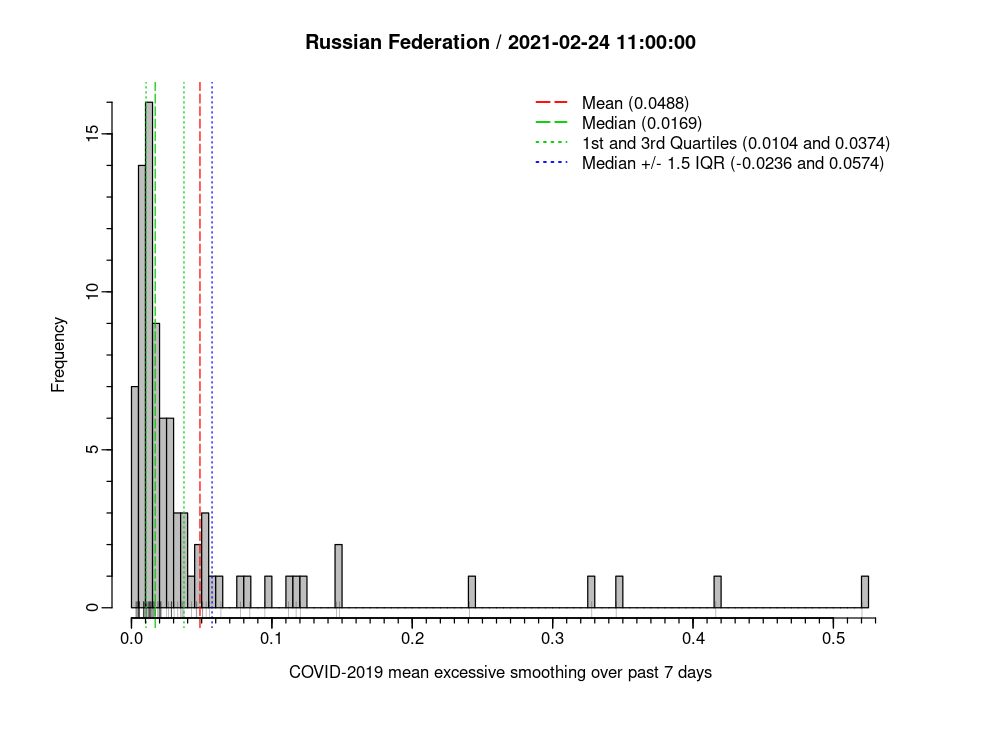 Russian Federation / 2021-02-24 11:00:00
Mean (0.0488)
Median (0.0169)
1st and 3rd Quartiles (0.0104 and 0.0374)
Median +/- 1.5 IQR (-0.0236 and 0.0574)
Frequency
15
10
5
0
0.0 0.1 0.2 0.3 0.4 0.5
COVID-2019 mean excessive smoothing over past 7 days